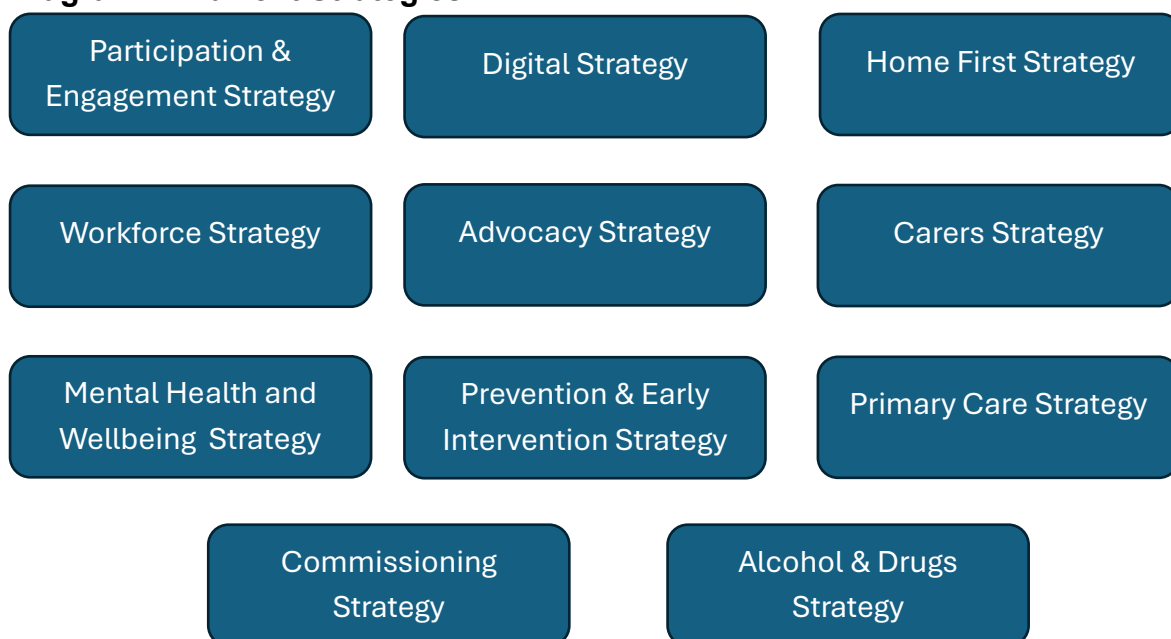 Participation &
Engagement Strategy
Digital Strategy
Home First Strategy
Workforce Strategy
Advocacy Strategy
Carers Strategy
Mental Health and
Wellbeing Strategy
Prevention & Early
Intervention Strategy
Primary Care Strategy
Commissioning
Strategy
Alcohol & Drugs
Strategy